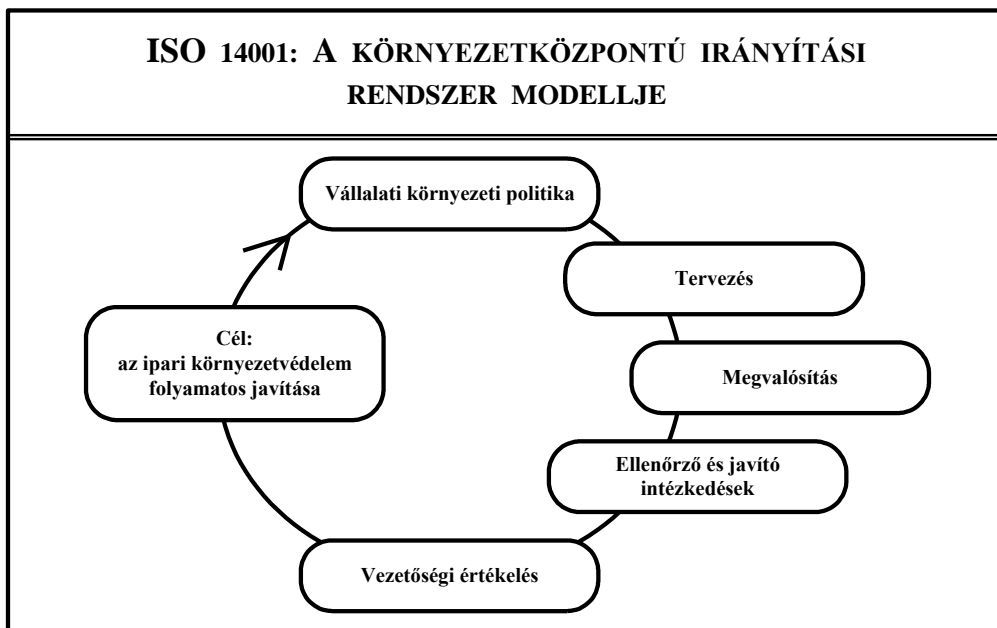 ISO 14001: A KÖRNYEZETKÖZPONTÚ IRÁNYÍTÁSI
RENDSZER MODELLJE
Vállalati környezeti politika
Tervezés
Megvalósítás
Ellenőrző és javító
intézkedések
Vezetőségi értékelés
Cél:
az ipari környezetvédelem
folyamatos javítása